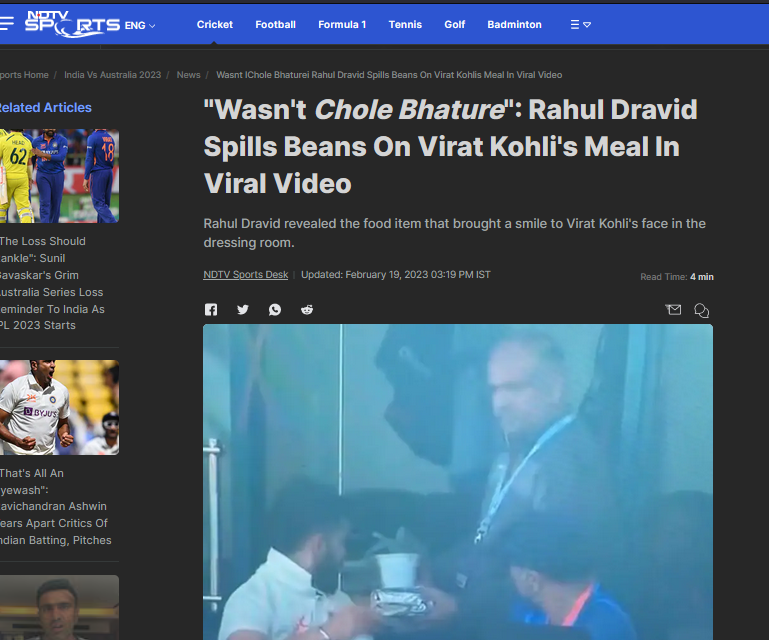 NDTV
SPORTS
ENG
Cricket
Football
Formula 1
Tennis
Golf
Badminton
ports Home / India Vs Australia 2023 / News / Wasnt IChole Bhaturei Rahul Dravid Spills Beans On Virat Kohlis Meal In Viral Video
elated Articles
HEAD
62
18
The Loss Should
ankle": Sunil
avaskar's Grim
ustralia Series Loss
eminder To India As
PL 2023 Starts
BYJU'S
That's All An
yewash":
avichandran Ashwin
ears Apart Critics Of
ndian Batting, Pitches
"Wasn't Chole Bhature": Rahul Dravid
Spills Beans On Virat Kohli's Meal In
Viral Video
Rahul Dravid revealed the food item that brought a smile to Virat Kohli's face in the
dressing room.
NDTV Sports Desk | Updated: February 19, 2023 03:19 PM IST
Read Time: 4 min